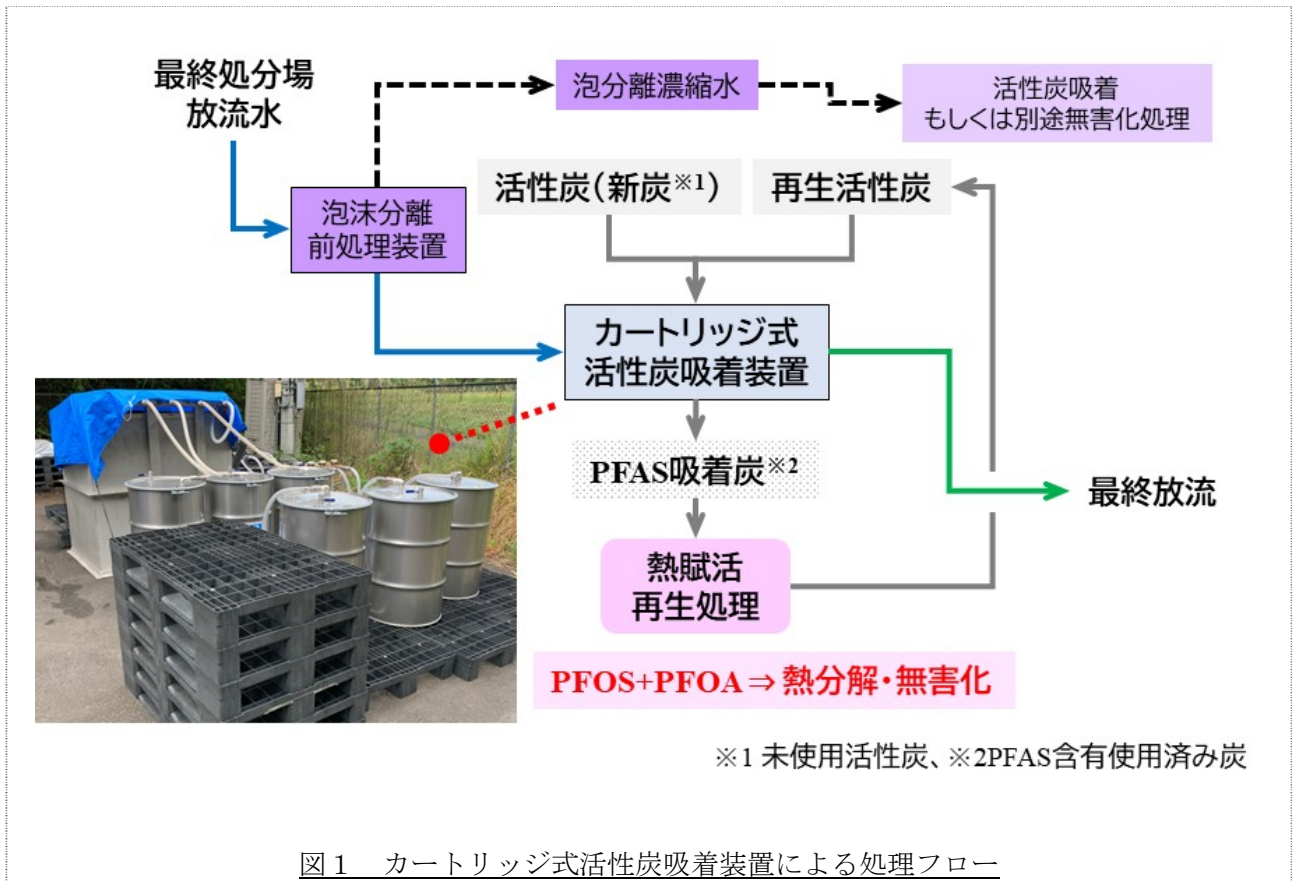 最終処分場
放流水
泡分離濃縮水
活性炭吸着
もしくは別途無害化処理
泡沫分離
前処理装置
活性炭（新炭※1）
再生活性炭
カートリッジ式
活性炭吸着装置
PFAS吸着炭※2
最終放流
熱賦活
再生処理
PFOS+PFOA⇒熱分解・無害化
※1 未使用活性炭、※2PFAS含有使用済み炭
図１　カートリッジ式活性炭吸着装置による処理フロー